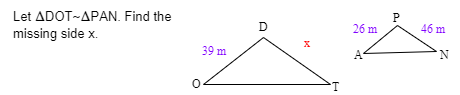 Let ΔDOT~ΔPAN. Find the
missing side x.
D
39 m
x
O
T
P
26 m
46 m
A
N